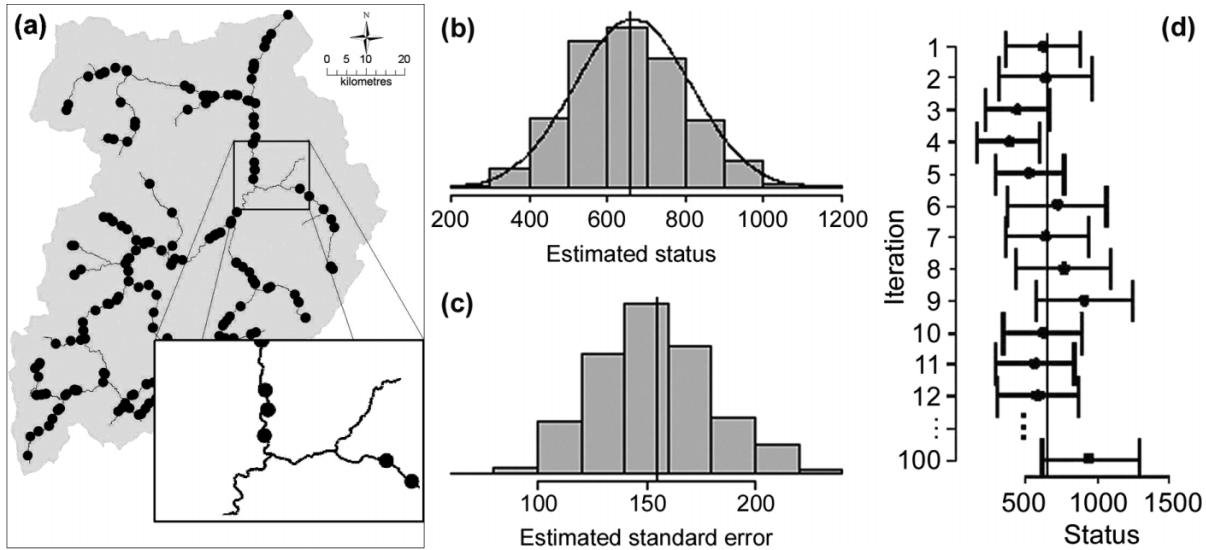 (a)
N
0 5 10 20
kilometres
(b)
200 400 600 800 1000 1200
Estimated status
(c)
100 150 200
Estimated standard error
(d)
Iteration
1
2
3
4
5
6
7
8
9
10
11
12
...
100
500 1000 1500
Status